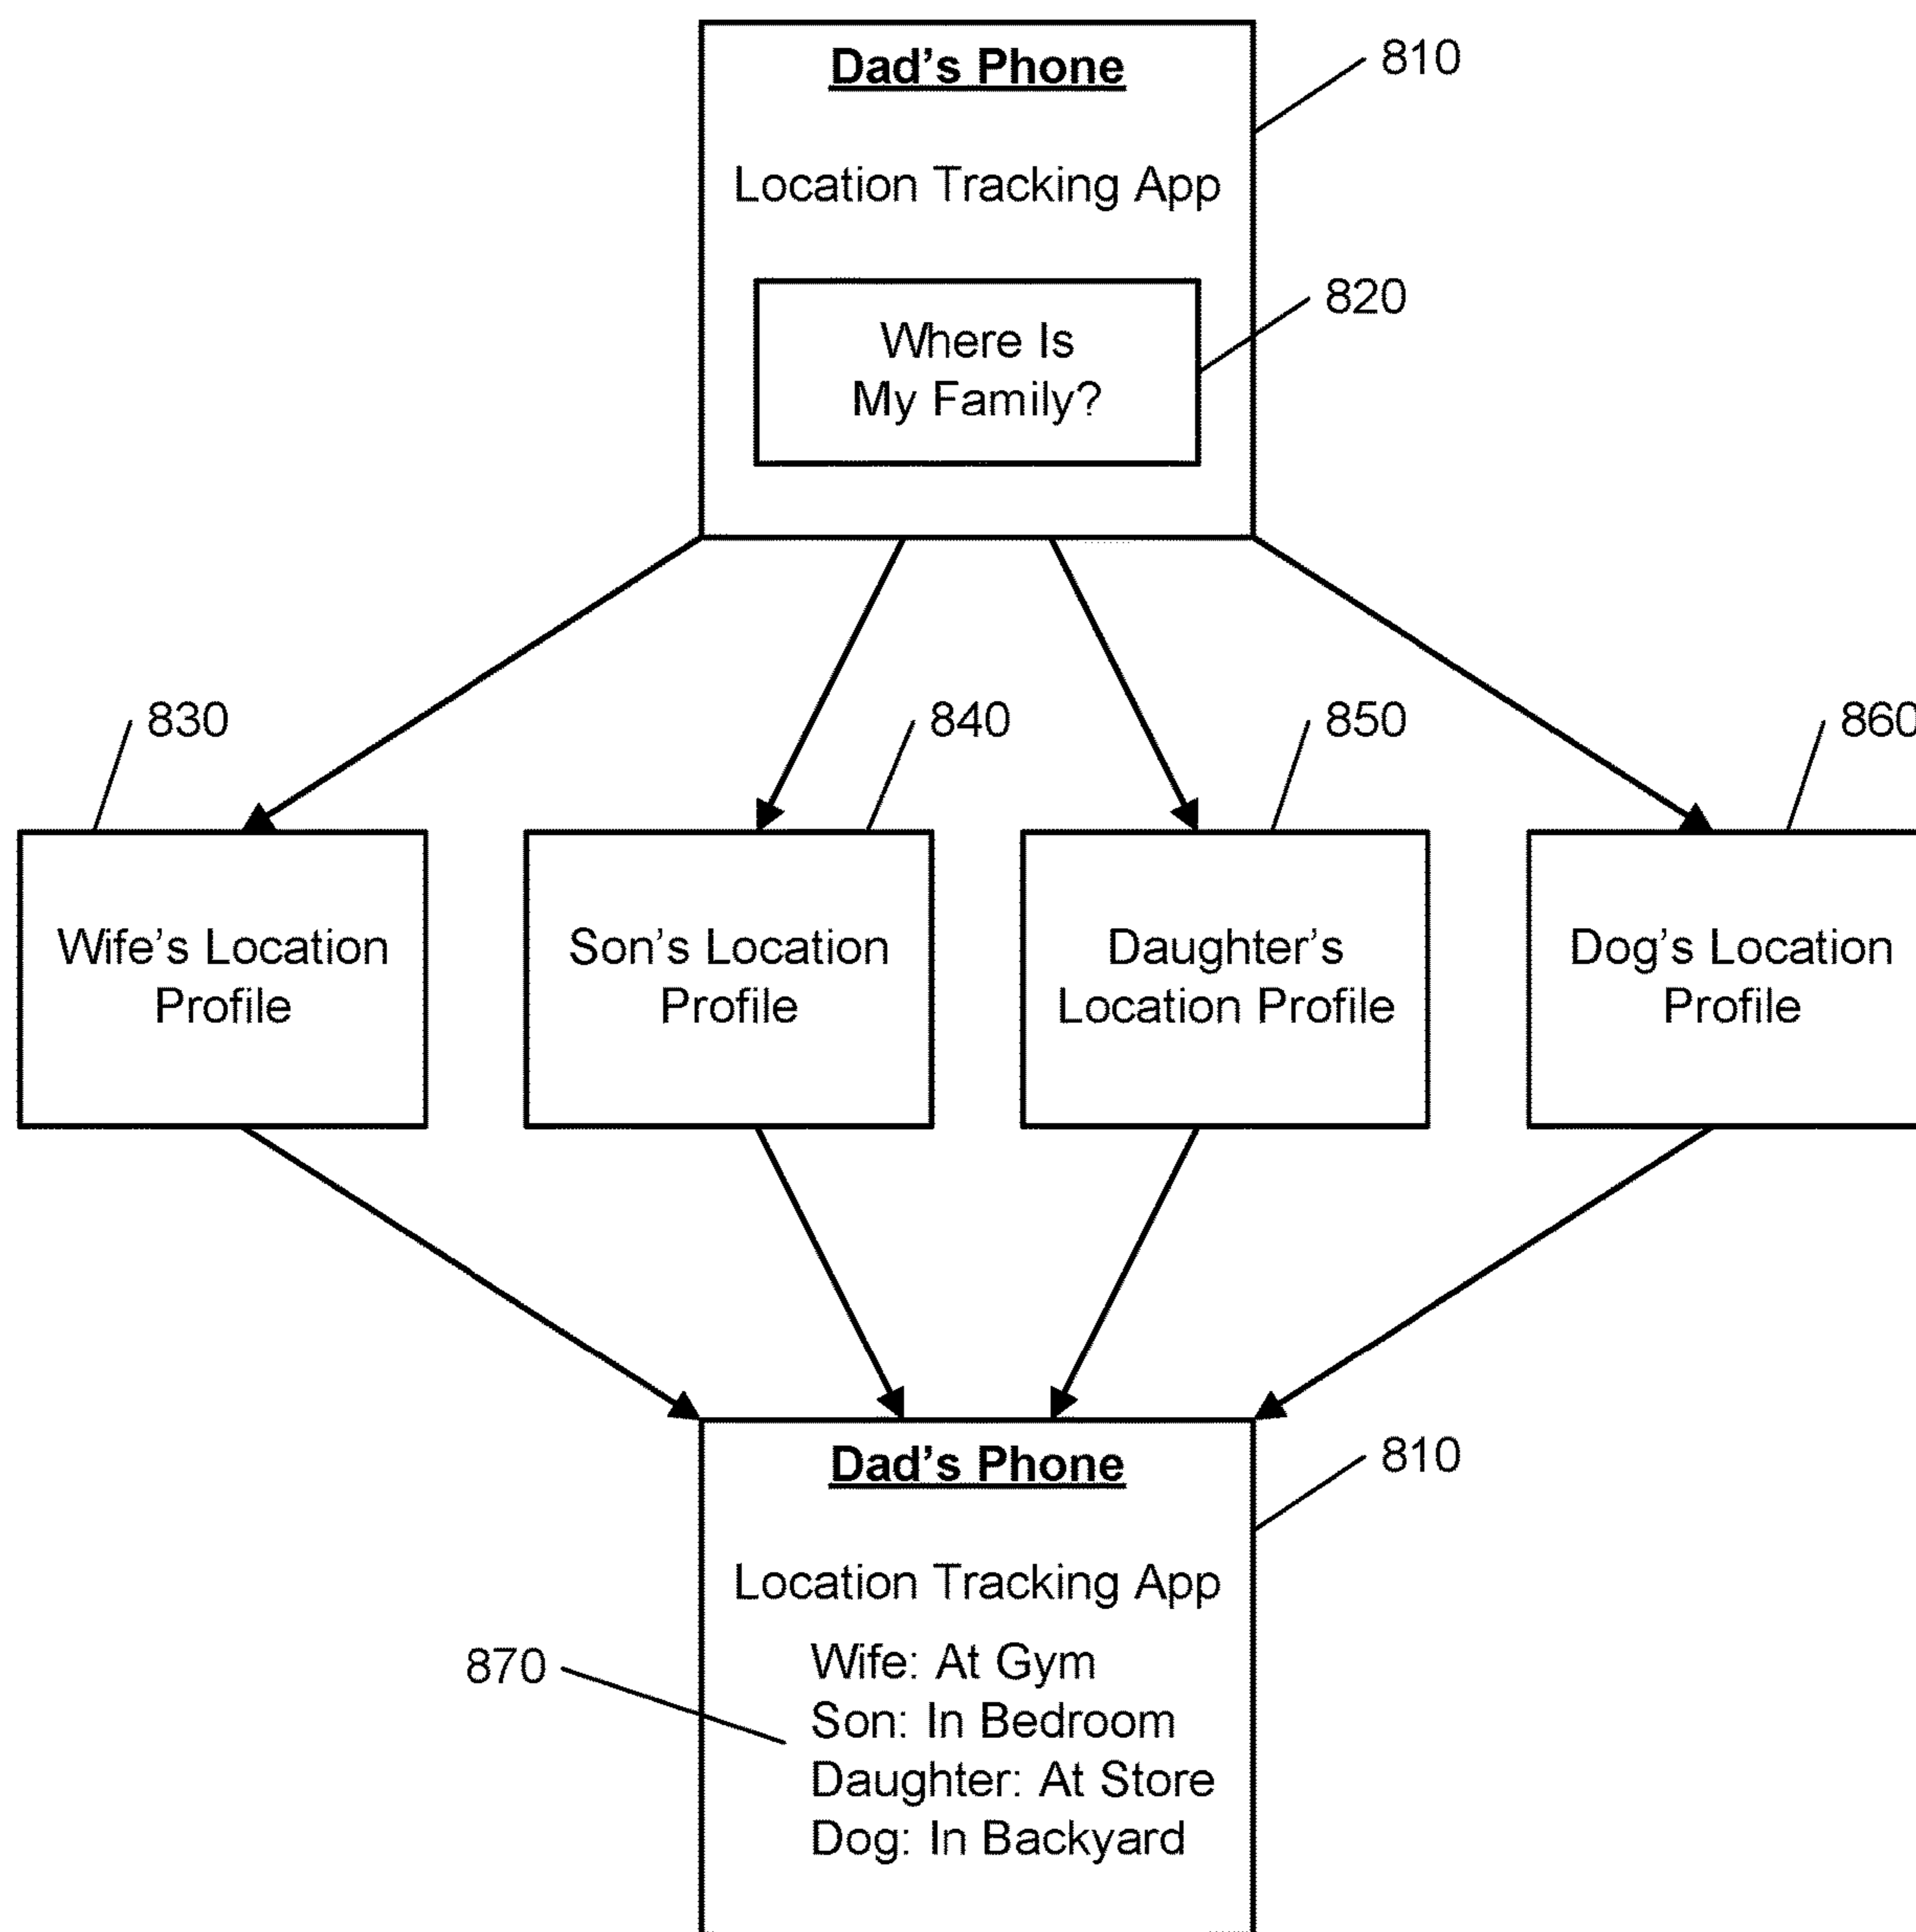 Dad's Phone
810
Location Tracking App
820
Where Is
My Family?
830
840
850
860
Wife's Location
Profile
Son's Location
Profile
Daughter's
Location Profile
Dog's Location
Profile
Dad's Phone
810
Location Tracking App
870
Wife: At Gym
Son: In Bedroom
Daughter: At Store
Dog: In Backyard